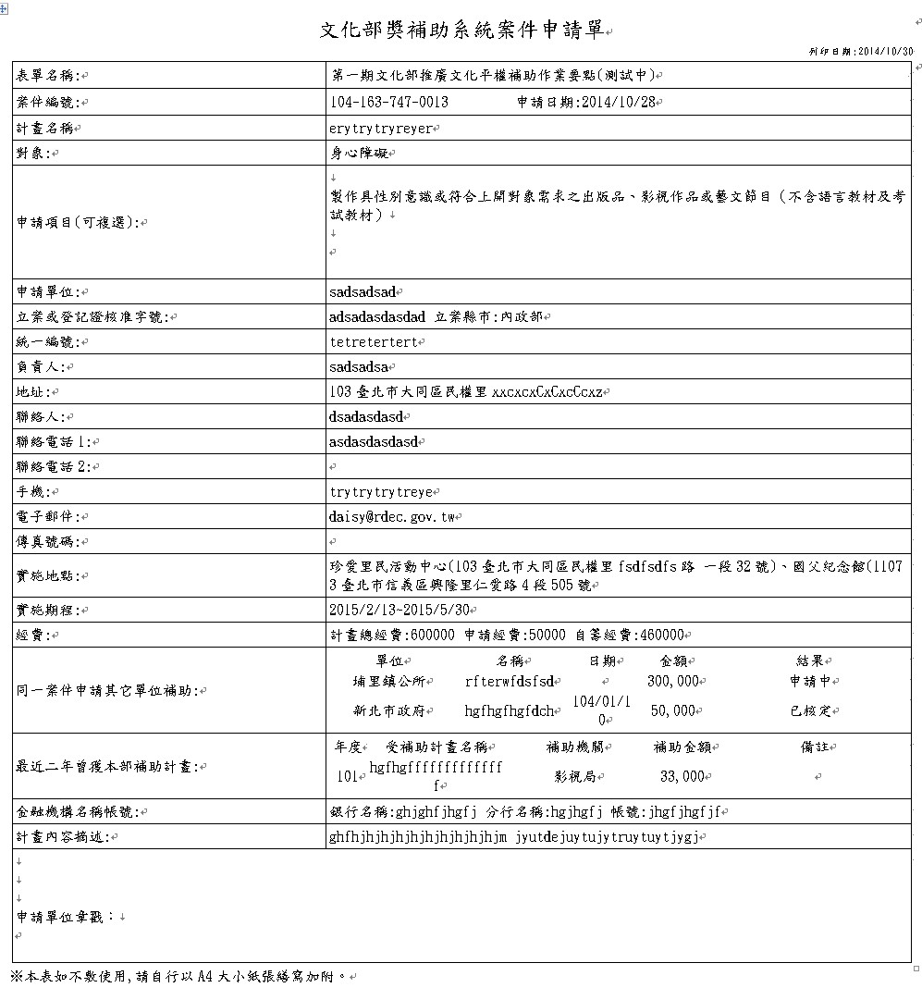 文化部獎補助系統案件申請單
列印日期:2014/10/30
表單名稱: 第一期文化部推廣文化平權補助作業要點(測試中)
案件編號: 104-163-747-0013 申請日期:2014/10/28
計畫名稱 erytrytryreyer
對象: 身心障礙
申請項目(可複選):
製作具性別意識或符合上開對象需求之出版品、影視作品或藝文節目（不含語言教材及考
試教材）
申請單位: sadsadsad
立案或登記證核准字號: adsadasdasdad 立案縣市:內政部
統一編號: tetretertert
負責人: sadsadsa
地址: 103 臺北市大同區民權里 xxcxcxCxCxcCcxz
聯絡人: dsadasdasd
聯絡電話 1: asdasdasdasd
聯絡電話 2:
手機: trytrytrytreye
電子郵件: daisy@rdec.gov.tw
傳真號碼:
實施地點:
珍愛里民活動中心(103 臺北市大同區民權里 fsdfsdfs 路 一段 32 號)、國父紀念館(1107
3 臺北市信義區興隆里仁愛路 4 段 505 號
實施期程: 2015/2/13~2015/5/30
經費: 計畫總經費:600000 申請經費:50000 自籌經費:460000
同一案件申請其它單位補助:
單位 名稱 日期 金額 結果
埔里鎮公所 rfterwfdsfsd 300,000 申請中
新北市政府 hgfhgfhgfdch 104/01/1
0 50,000 已核定
最近二年曾獲本部補助計畫:
年度 受補助計畫名稱 補助機關 補助金額 備註
101 hgfhgfffffffffffff
f 影視局 33,000
金融機構名稱帳號: 銀行名稱:ghjghfjhgfj 分行名稱:hgjhgfj 帳號:jhgfjhgfjf
計畫內容摘述: ghfhjhjhjhjhjhjhjhjhjhjm jyutdejuytujytruytuytjygj
申請單位章戳：
※本表如不敷使用,請自行以 A4 大小紙張繕寫加附。